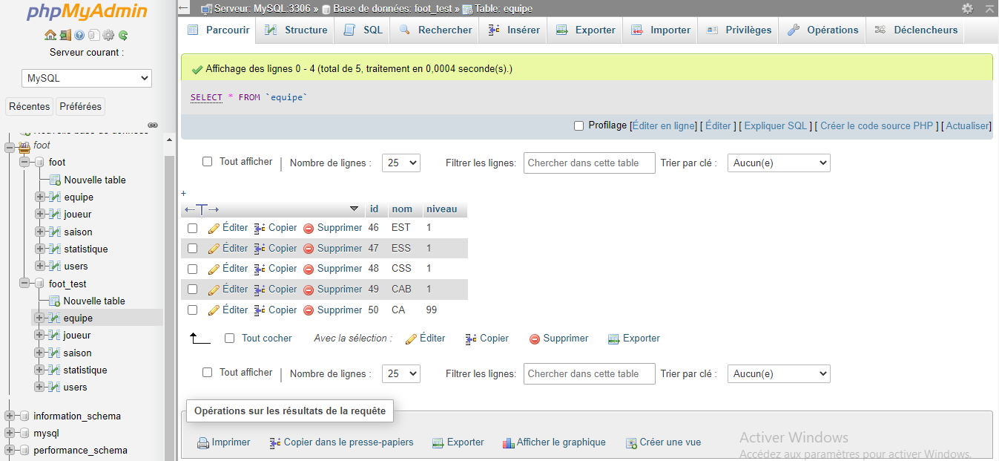 phpMyAdmin
Serveur courant :
MySQL
Récentes Préférées
Nouvelle base de données
foot
foot
Nouvelle table
equipe
joueur
saison
statistique
users
foot_test
Nouvelle table
equipe
joueur
saison
statistique
users
information_schema
mysql
performance_schema
Serveur: MySQL:3306 » Base de données: foot_test » Table: equipe
Parcourir Structure SQL Rechercher Insérer Exporter Importer Privilèges Opérations Déclencheurs
Affichage des lignes 0 - 4 (total de 5, traitement en 0,0004 seconde(s).)
SELECT * FROM `equipe`
Profilage [Éditer en ligne] [ Éditer ] [ Expliquer SQL ] [ Créer le code source PHP ] [ Actualiser]
Tout afficher | Nombre de lignes : 25 Filtrer les lignes: Chercher dans cette table Trier par clé : Aucun(e)
+
←T→ id nom niveau
Éditer Copier Supprimer 46 EST 1
Éditer Copier Supprimer 47 ESS 1
Éditer Copier Supprimer 48 CSS 1
Éditer Copier Supprimer 49 CAB 1
Éditer Copier Supprimer 50 CA 99
Tout cocher Avec la sélection : Éditer Copier Supprimer Exporter
Tout afficher | Nombre de lignes : 25 Filtrer les lignes: Chercher dans cette table Trier par clé : Aucun(e)
Opérations sur les résultats de la requête
Imprimer Copier dans le presse-papiers Exporter Afficher le graphique Créer une vue
Activer Windows
Accédez aux paramètres pour activer Windows.